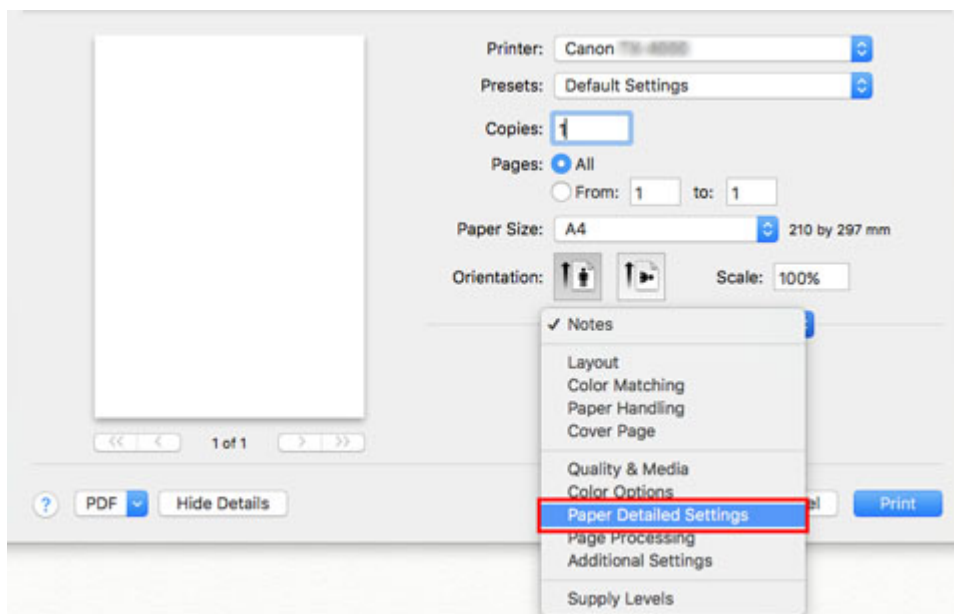 Printer: Canon
Presets: Default Settings
Copies: 1
Pages: All
From: 1 to: 1
Paper Size: A4 210 by 297 mm
Orientation: Scale: 100%
✓ Notes
Layout
Color Matching
Paper Handling
Cover Page
1 of 1
Quality & Media
Color Options
? PDF Hide Details el Print
Paper Detailed Settings
Page Processing
Additional Settings
Supply Levels